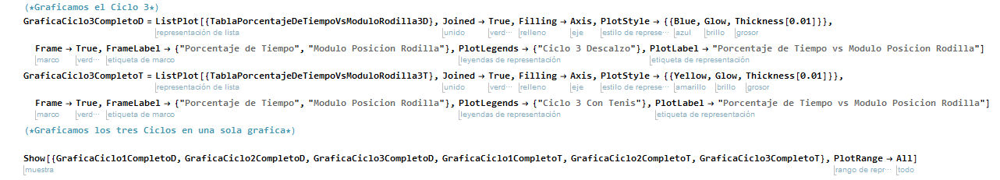 (*Graficamos el Ciclo 3*)
GraficaCiclo3CompletoD = ListPlot[{TablaPorcentajeDeTiempoVsModuloRodilla3D}, Joined → True, Filling → Axis, PlotStyle → {{Blue, Glow, Thickness[0.01]}},
representación de lista unido verd⋯ relleno eje estilo de represe⋯ azul brillo grosor
Frame → True, FrameLabel → {"Porcentaje de Tiempo", "Modulo Posicion Rodilla"}, PlotLegends → {"Ciclo 3 Descalzo"}, PlotLabel → "Porcentaje de Tiempo vs Modulo Posicion Rodilla"]
marco verd⋯ etiqueta de marco leyendas de representación etiqueta de representación
GraficaCiclo3CompletoT = ListPlot[{TablaPorcentajeDeTiempoVsModuloRodilla3T}, Joined → True, Filling → Axis, PlotStyle → {{Yellow, Glow, Thickness[0.01]}},
representación de lista unido verd⋯ relleno eje estilo de represe⋯ amarillo brillo grosor
Frame → True, FrameLabel → {"Porcentaje de Tiempo", "Modulo Posicion Rodilla"}, PlotLegends → {"Ciclo 3 Con Tenis"}, PlotLabel → "Porcentaje de Tiempo vs Modulo Posicion Rodilla"]
marco verd⋯ etiqueta de marco leyendas de representación etiqueta de representación
(*Graficamos los tres Ciclos en una sola grafica*)
Show[{GraficaCiclo1CompletoD, GraficaCiclo2CompletoD, GraficaCiclo3CompletoD, GraficaCiclo1CompletoT, GraficaCiclo2CompletoT, GraficaCiclo3CompletoT}, PlotRange → All]
muestra rango de repr⋯ todo